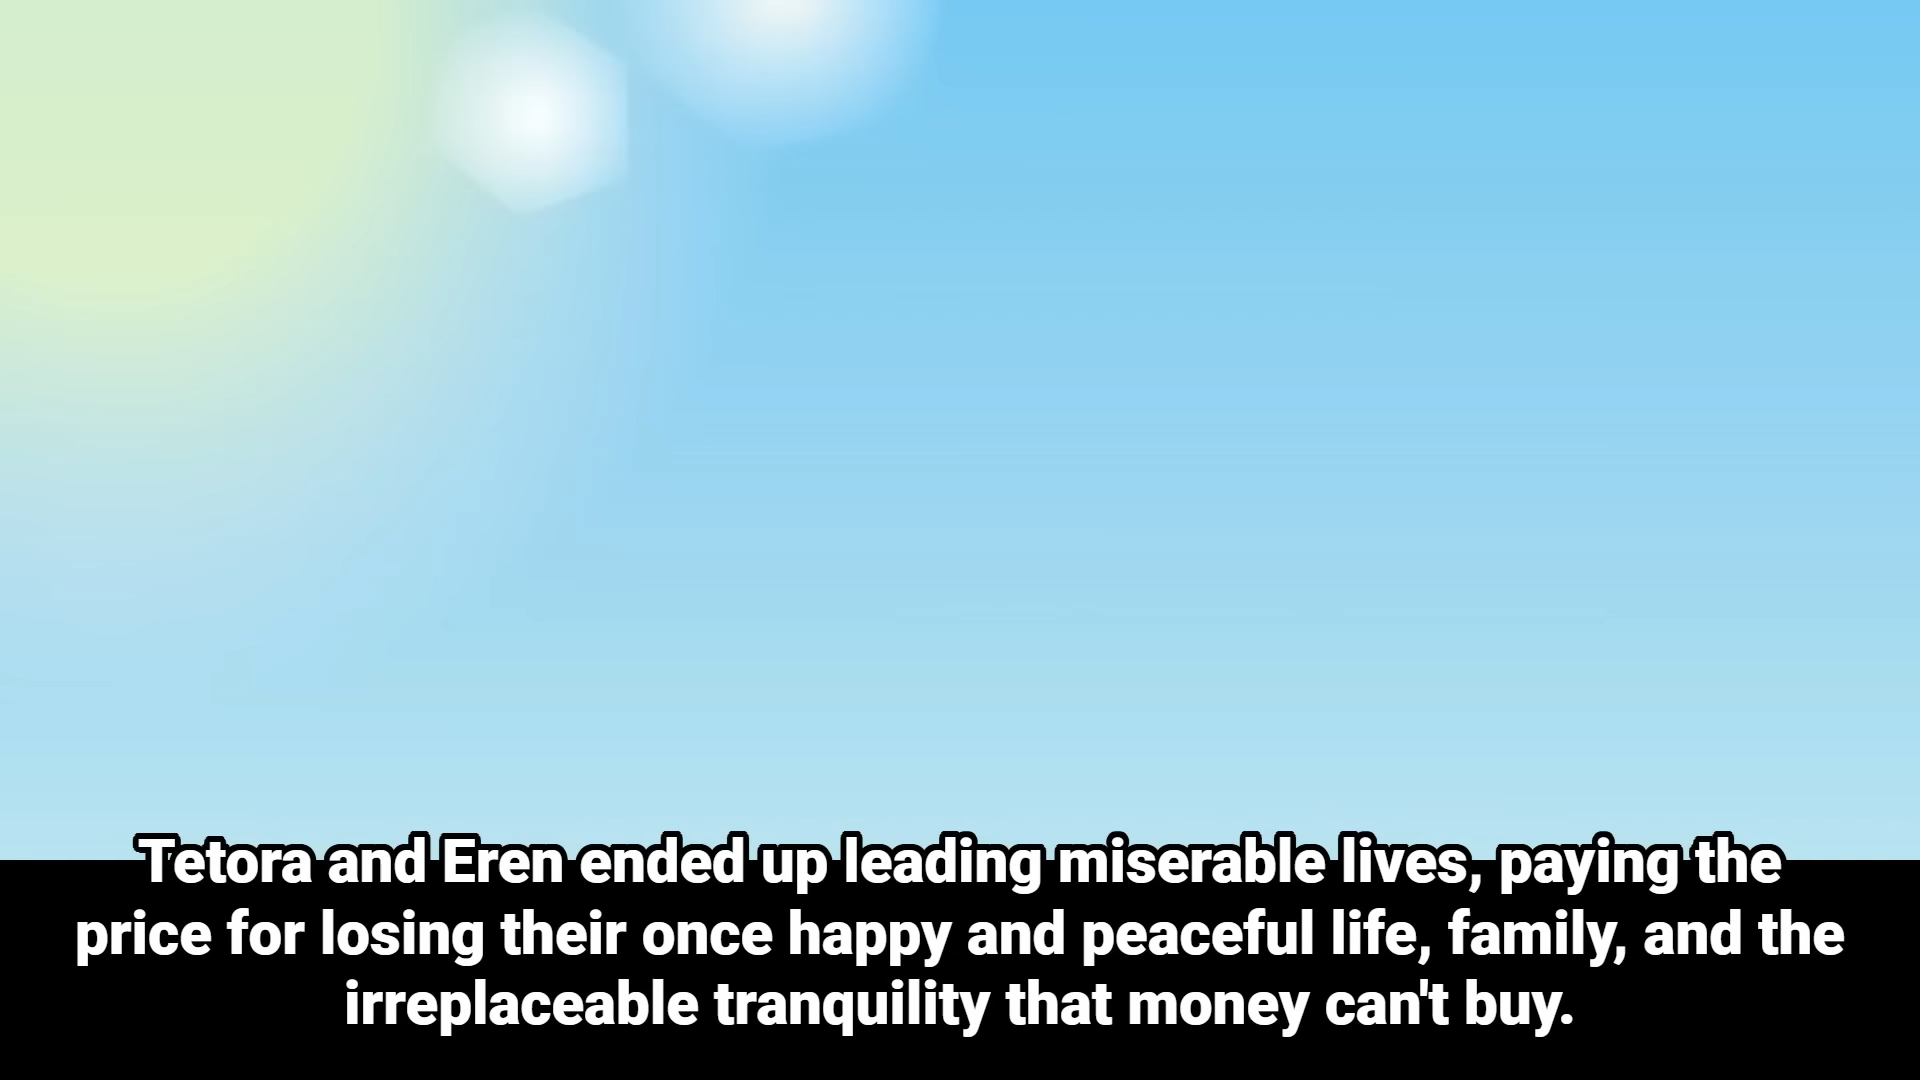 Tetora and Eren ended up leading miserable lives, paying the
price for losing their once happy and peaceful life, family, and the
irreplaceable tranquility that money can't buy.